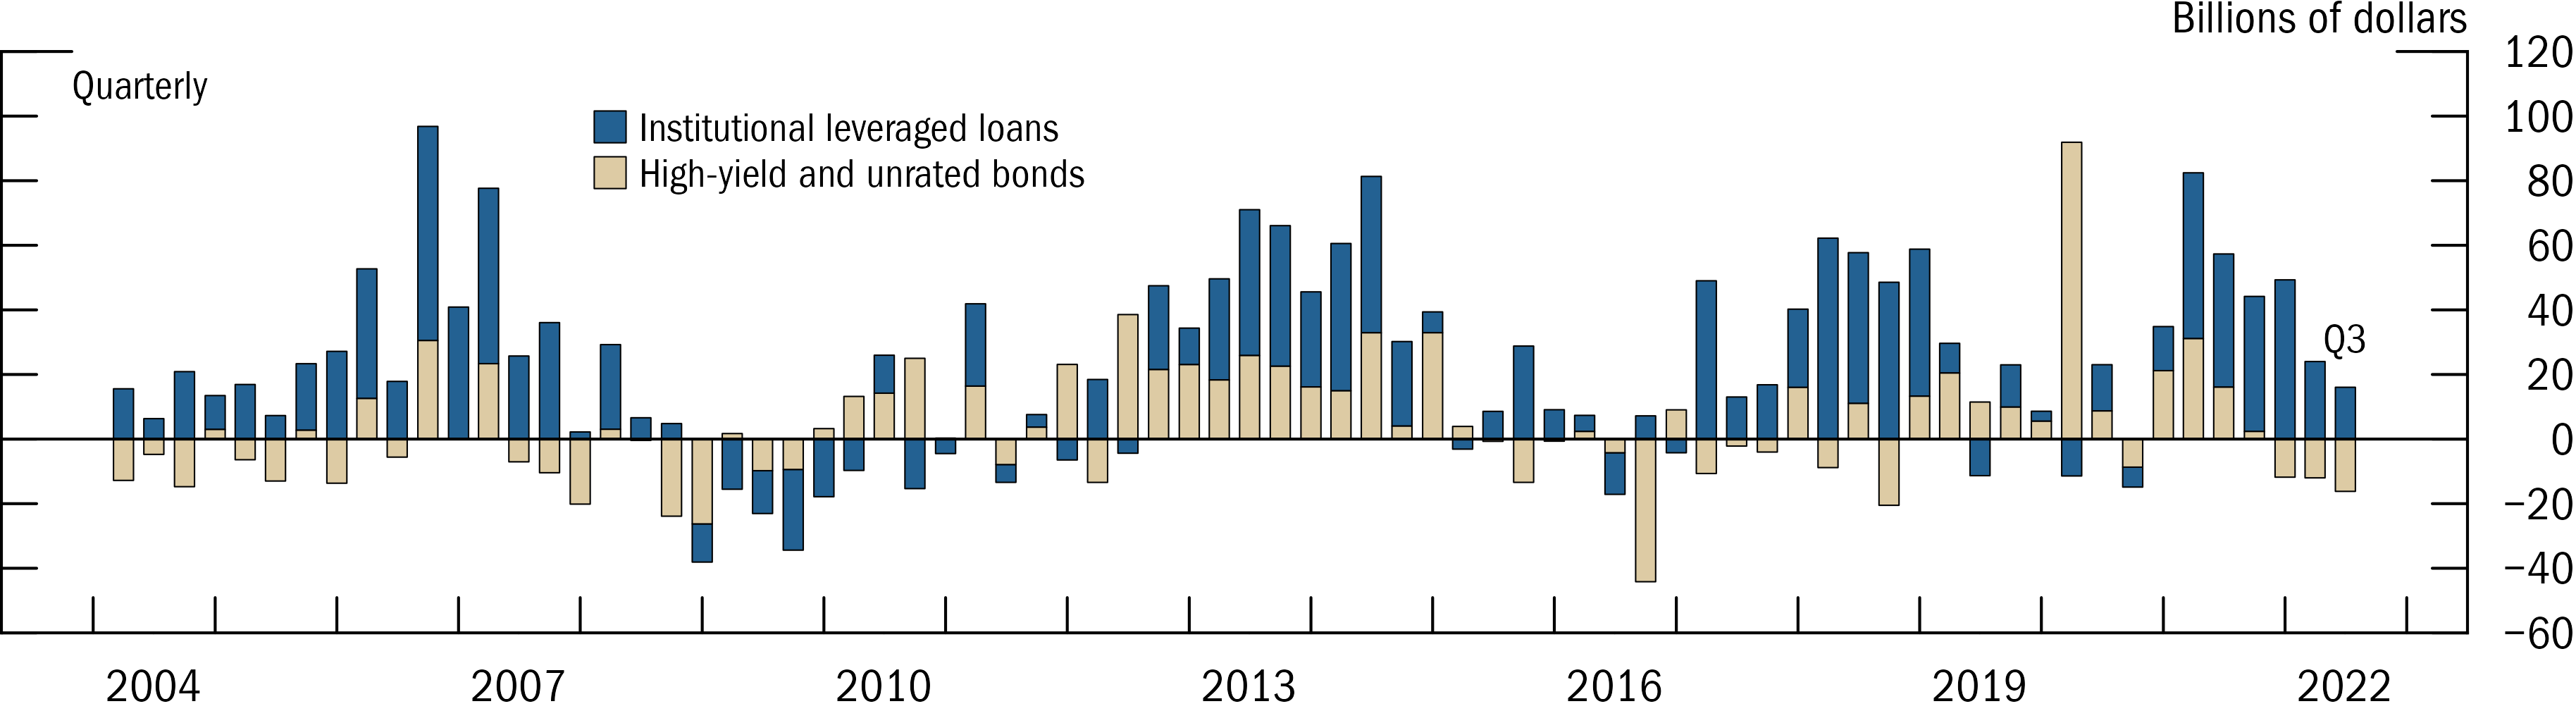 Billions of dollars
120
Quarterly
100
Institutional leveraged loans
High-yield and unrated bonds
80
60
40
Q3
20
0
−20
−40
−60
2004 2007 2010 2013 2016 2019 2022